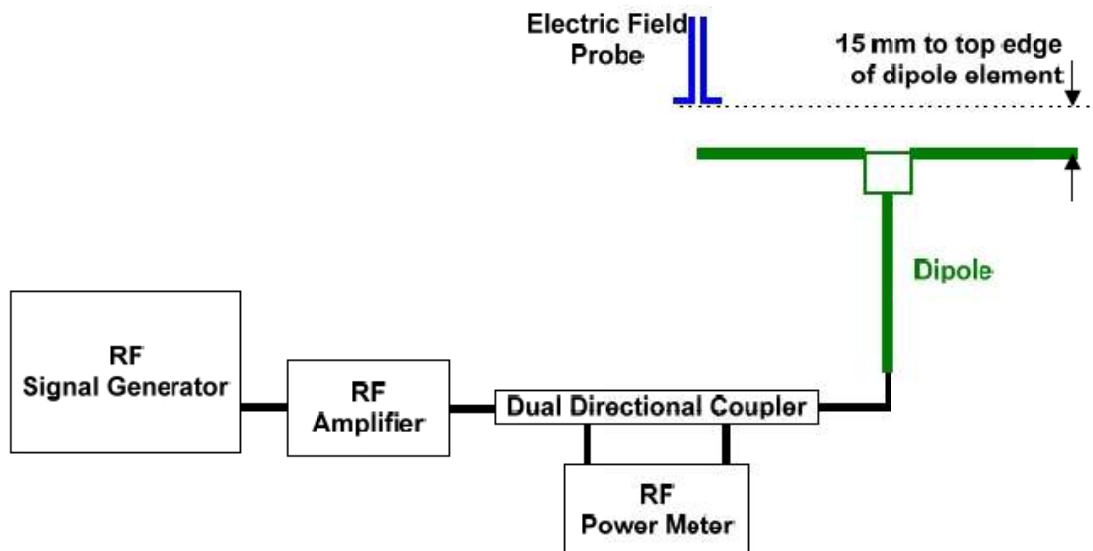 Electric Field
Probe
15 mm to top edge
of dipole element
Dipole
RF
Signal Generator
RF
Amplifier
Dual Directional Coupler
RF
Power Meter